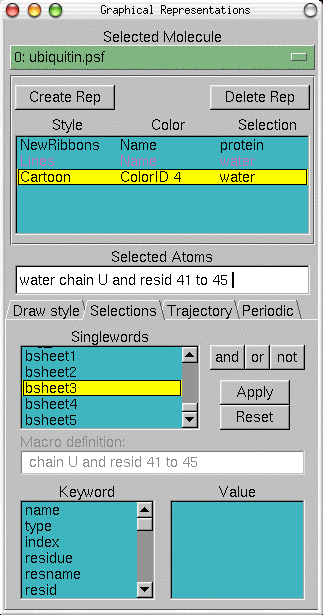 Graphical Representations
Selected Molecule
0: ubiquitin.psf
Create Rep Delete Rep
Style Color Selection
NewRibbons Name protein
Lines Name water
Cartoon ColorID 4 water
Selected Atoms
water chain U and resid 41 to 45
Draw style Selections Trajectory Periodic
Singlewords
bsheet1
bsheet2
bsheet3
bsheet4
bsheet5
and or not
Apply
Reset
Macro definition:
chain U and resid 41 to 45
Keyword Value
name
type
index
residue
resname
resid